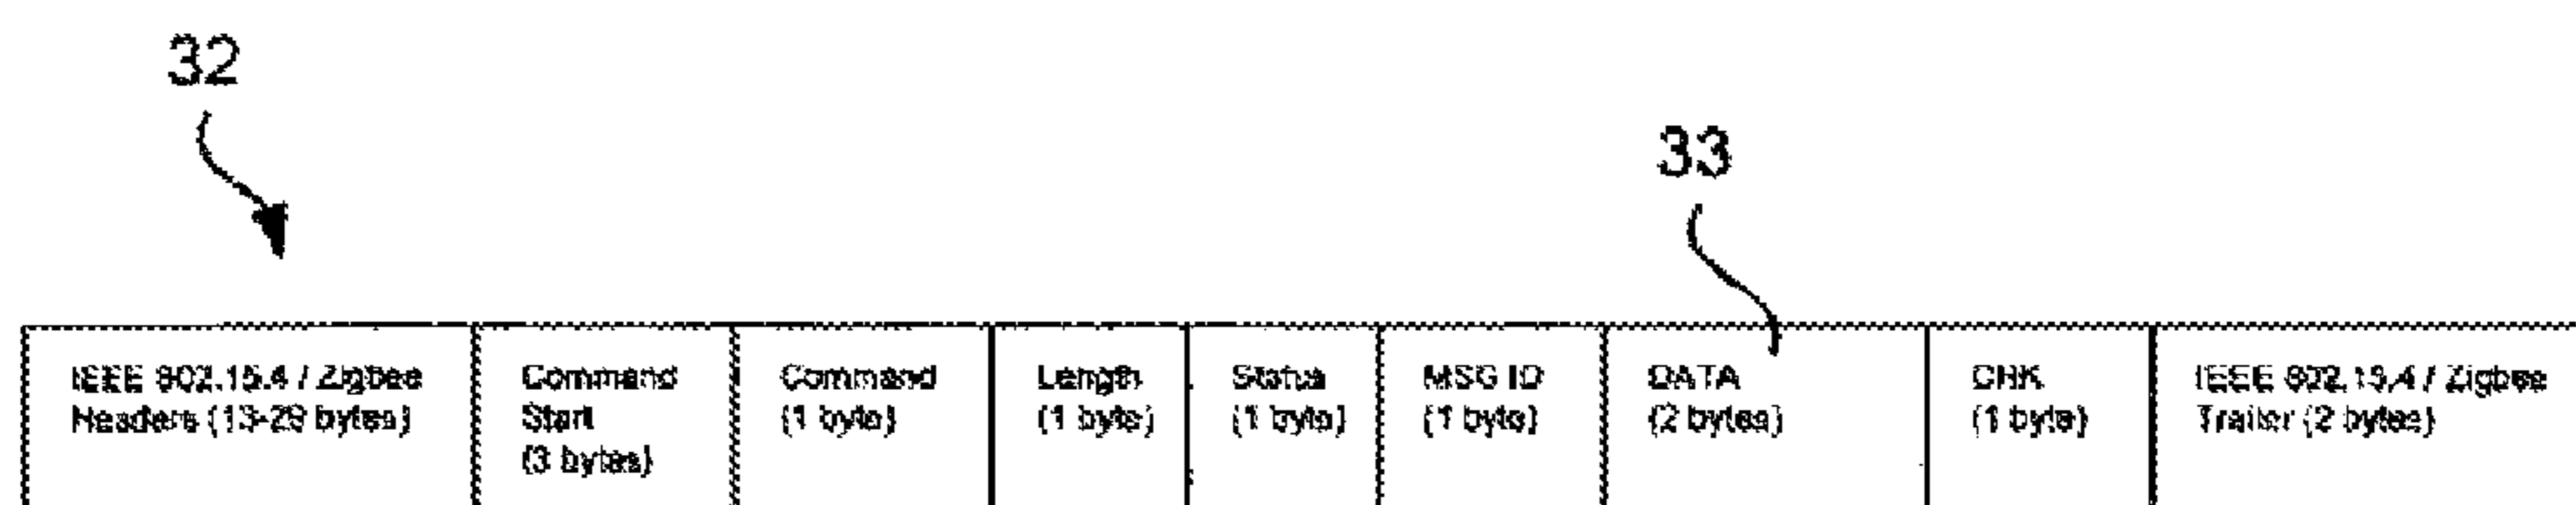 32
33
IEEE 802.15.4 / Zigbee
Headers (13-29 bytes)
Command
Start
(3 bytes)
Command
(1 byte)
Length
(1 byte)
Status
(1 byte)
MSG ID
(1 byte)
DATA
(2 bytes)
CHK
(1 byte)
IEEE 802.15.4 / Zigbee
Trailer (2 bytes)